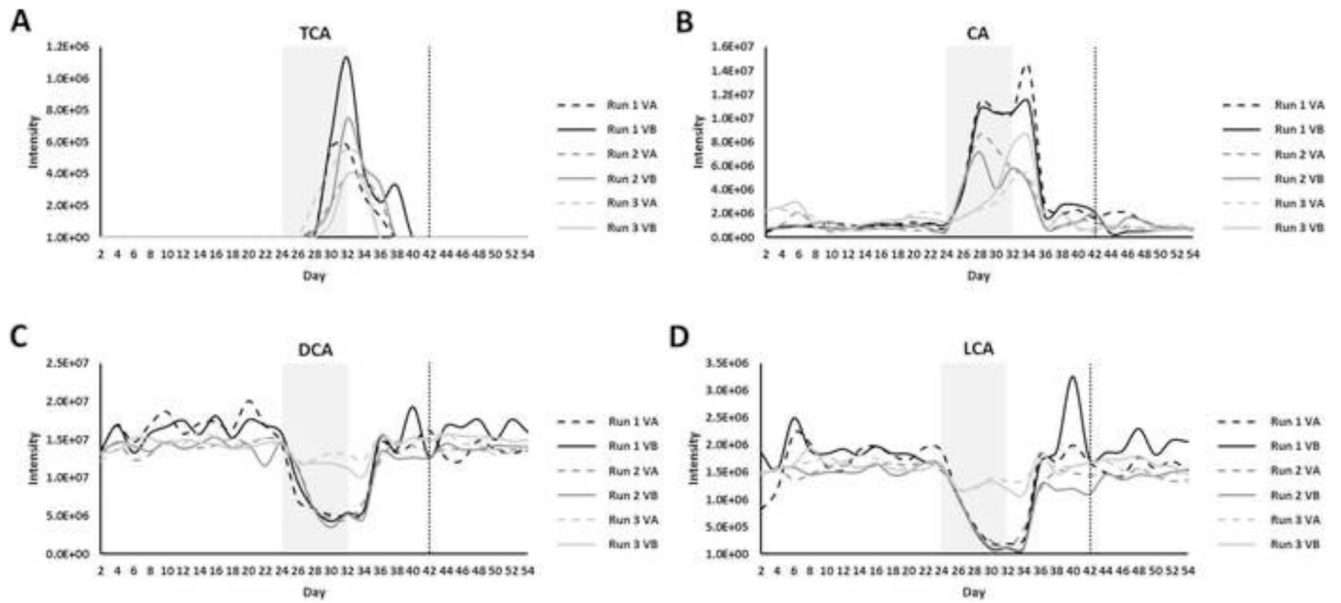 A
TCA
Intensity
1.2E+06
1.0E+06
8.0E+05
6.0E+05
4.0E+05
2.0E+05
1.0E+00
2 4 6 8 10 12 14 16 18 20 22 24 26 28 30 32 34 36 38 40 42 44 46 48 50 52 54
Day
Run 1 VA
Run 1 VB
Run 2 VA
Run 2 VB
Run 3 VA
Run 3 VB
B
CA
Intensity
1.6E+07
1.4E+07
1.2E+07
1.0E+07
8.0E+06
6.0E+06
4.0E+06
2.0E+06
0.0E+00
2 4 6 8 10 12 14 16 18 20 22 24 26 28 30 32 34 36 38 40 42 44 46 48 50 52 54
Day
Run 1 VA
Run 1 VB
Run 2 VA
Run 2 VB
Run 3 VA
Run 3 VB
C
DCA
Intensity
2.5E+07
2.0E+07
1.5E+07
1.0E+07
5.0E+06
0.0E+00
2 4 6 8 10 12 14 16 18 20 22 24 26 28 30 32 34 36 38 40 42 44 46 48 50 52 54
Day
Run 1 VA
Run 1 VB
Run 2 VA
Run 2 VB
Run 3 VA
Run 3 VB
D
LCA
Intensity
3.5E+06
3.0E+06
2.5E+06
2.0E+06
1.5E+06
1.0E+06
5.0E+05
1.0E+00
2 4 6 8 10 12 14 16 18 20 22 24 26 28 30 32 34 36 38 40 42 44 46 48 50 52 54
Day
Run 1 VA
Run 1 VB
Run 2 VA
Run 2 VB
Run 3 VA
Run 3 VB